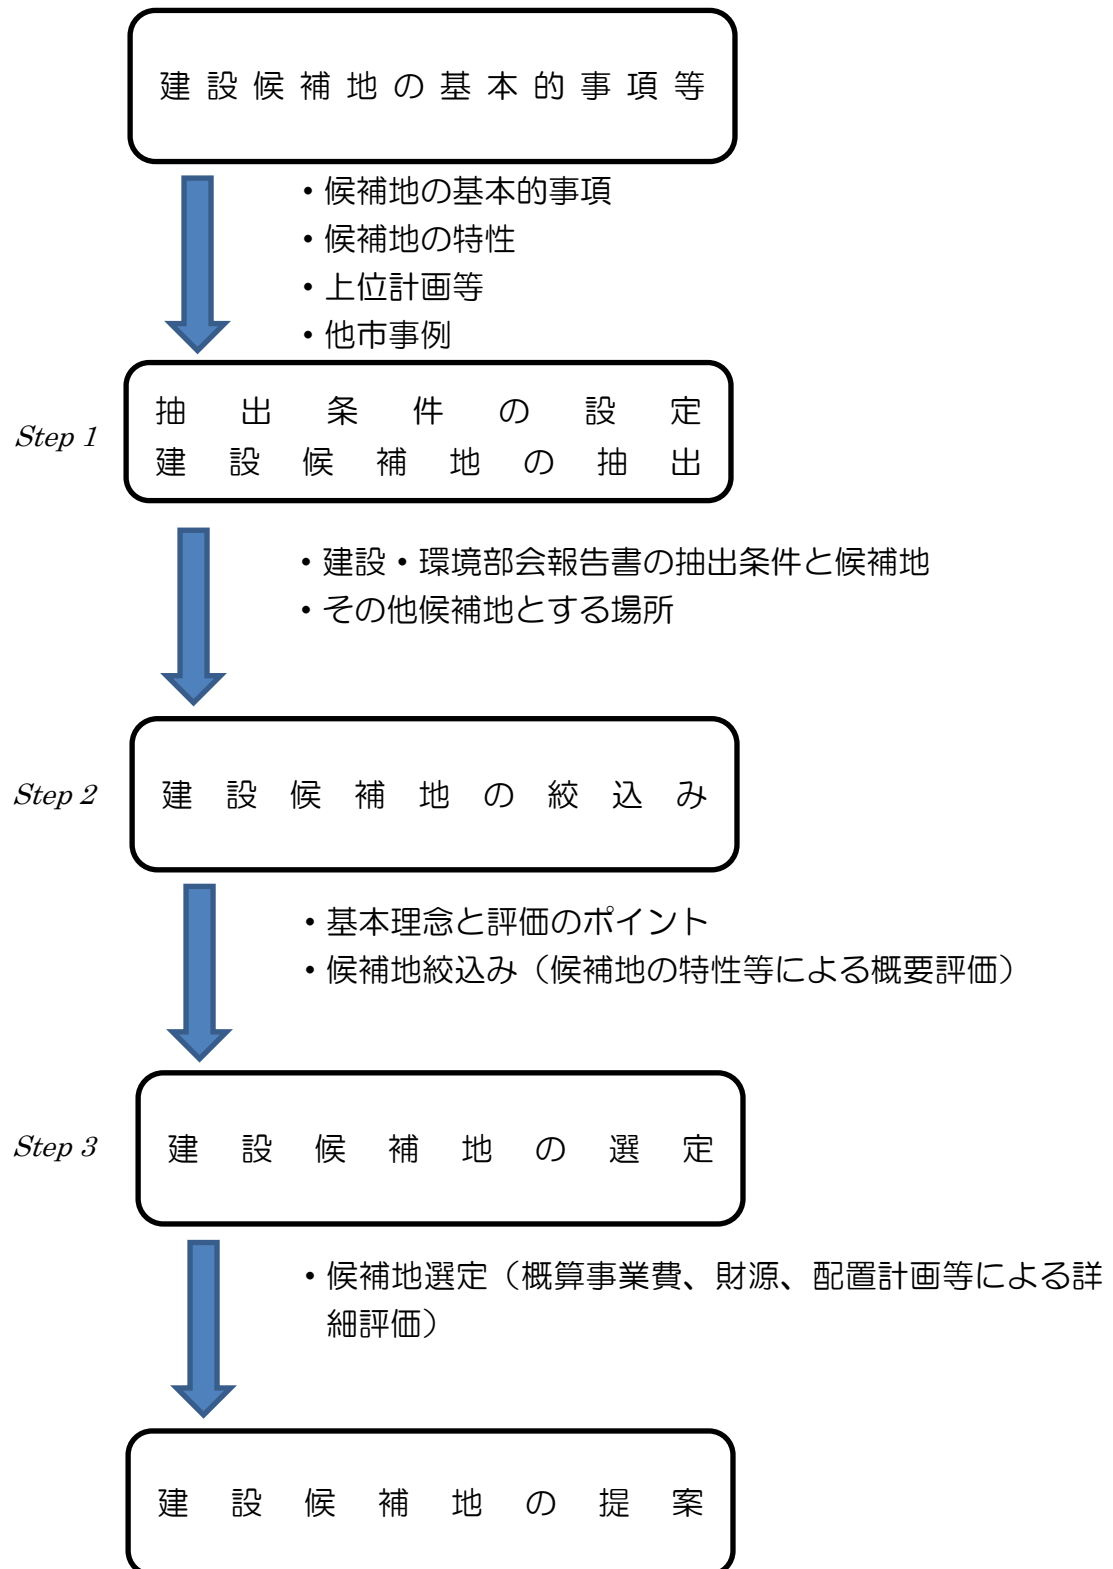 建設候補地の基本的事項等
・候補地の基本的事項
・候補地の特性
・上位計画等
・他市事例
Step 1
抽出条件の設定
建設候補地の抽出
・建設・環境部会報告書の抽出条件と候補地
・その他候補地とする場所
Step 2
建設候補地の絞込み
・基本理念と評価のポイント
・候補地絞込み（候補地の特性等による概要評価）
Step 3
建設候補地の選定
・候補地選定（概算事業費、財源、配置計画等による詳
細評価）
建設候補地の提案